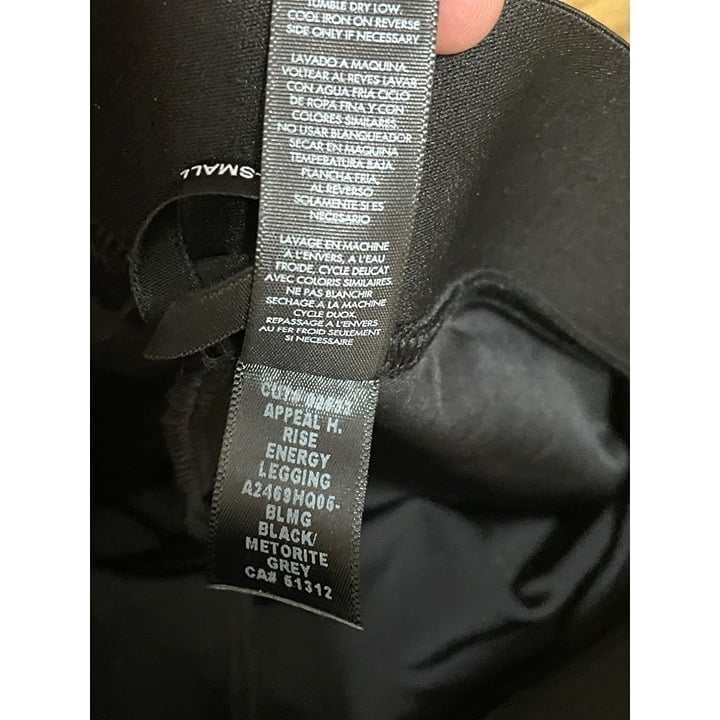 TUMBLE DRY LOW.
COOL IRON ON REVERSE
SIDE ONLY IF NECESSARY
LAVADO A MAQUINA
VOLTEAR AL REVES LAVAR
CON AGUA FRIA CICLO
DE ROPA FINA Y CON
COLORES SIMILARES.
NO USAR BLANQUEADOR
SECAR EN MAQUINA
TEMPERATURA BAJA
PLANCHA FRIA
AL REVERSO
SOLAMENTE SI ES
NECESARIO
LAVAGE EN MACHINE
A L'ENVERS, A L'EAU
FROIDE, CYCLE DELICAT
AVEC COLORIS SIMILAIRES.
NE PAS BLANCHIR
SECHAGE A LA MACHINE
CYCLE DUOX.
REPASSAGE A L'ENVERS
AU FER FROID SEULEMENT
SI NECESSAIRE
-SMALL
CUT#
APPEAL H.
RISE
ENERGY
LEGGING
A2469HQ05-
BLMG
BLACK/
METORITE
GREY
CA# 51312